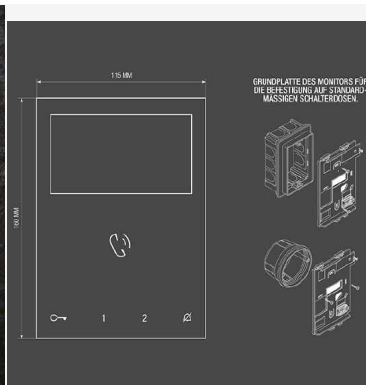 115 MM
GRUNDPLATTE DES MONITORS FÜR
DIE BEFESTIGUNG AUF STANDARD-
MÄSSIGEN SCHALTERDOSEN.
160 MM
1 2